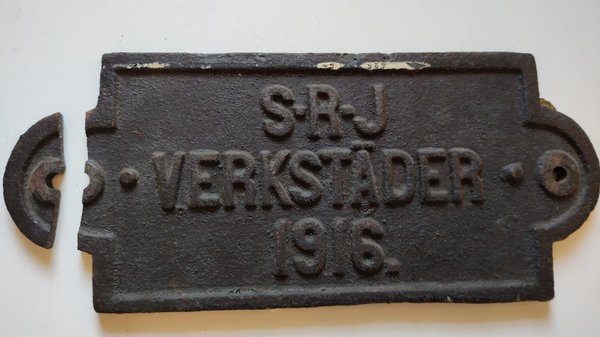 S-R-J
VERKSTÄDER
1916.